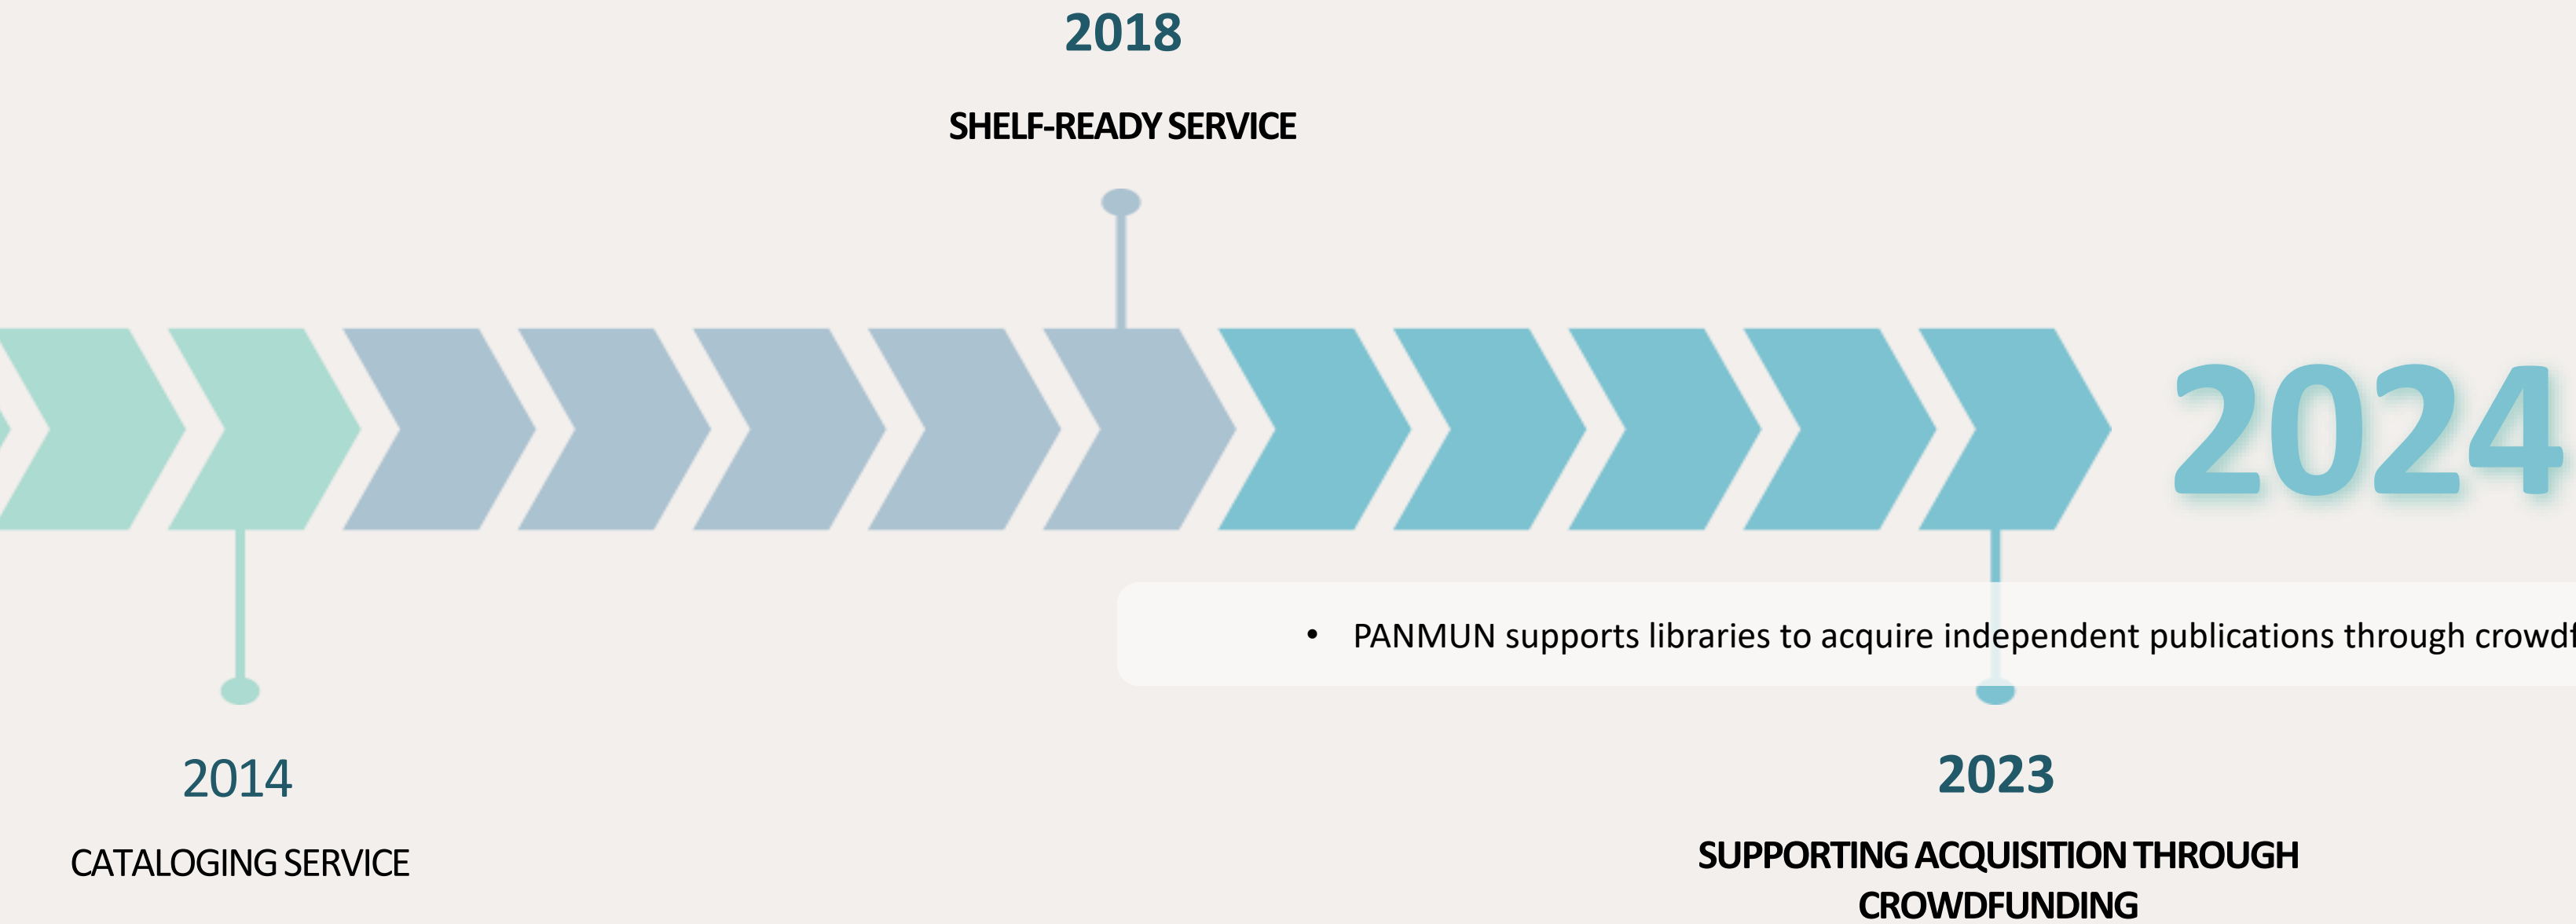 2018
SHELF-READY SERVICE
2024
• PANMUN supports libraries to acquire independent publications through
2014
CATALOGING SERVICE
2023
SUPPORTING ACQUISITION THROUGH
CROWDFUNDING